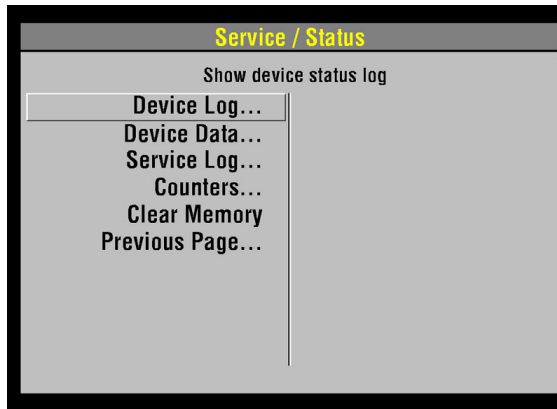 Service / Status
Show device status log
Device Log...
Device Data...
Service Log...
Counters...
Clear Memory
Previous Page...